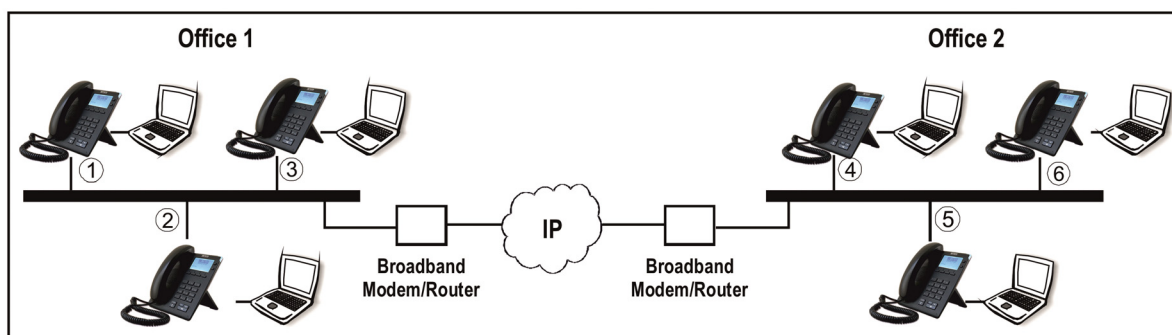 Office 1
Office 2
①
③
④
⑥
②
⑤
IP
Broadband
Modem/Router
Broadband
Modem/Router